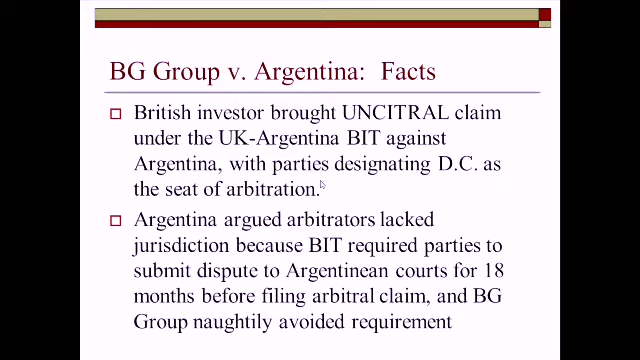 BG Group v. Argentina: Facts
British investor brought UNCITRAL claim
under the UK-Argentina BIT against
Argentina, with parties designating D.C. as
the seat of arbitration.
Argentina argued arbitrators lacked
jurisdiction because BIT required parties to
submit dispute to Argentinean courts for 18
months before filing arbitral claim, and BG
Group naughtily avoided requirement